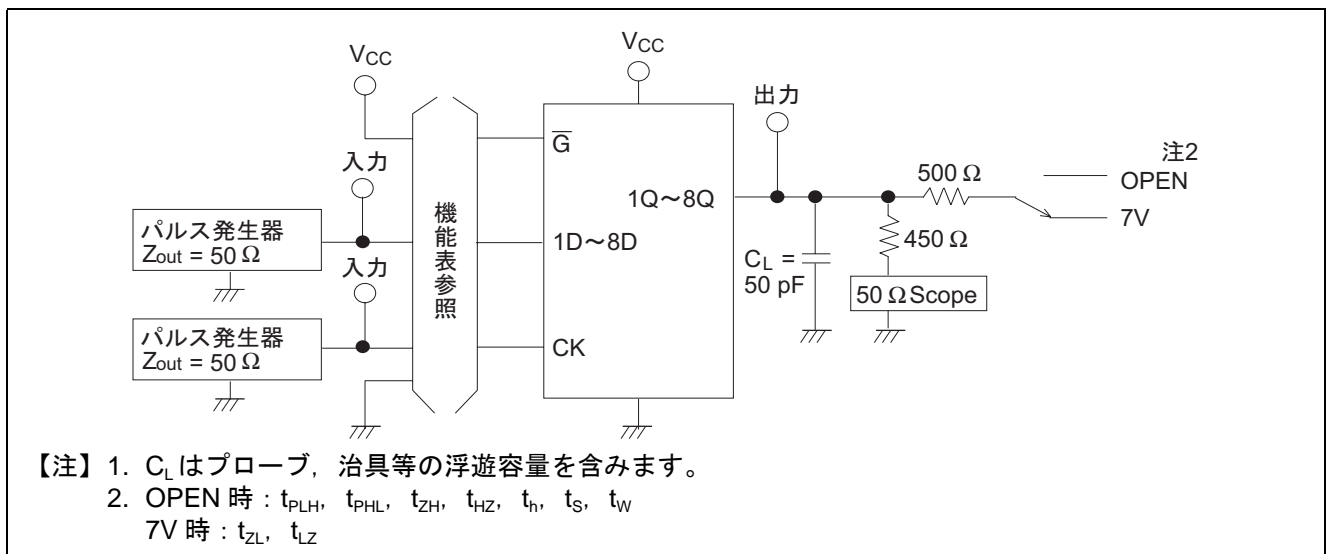 VCC
VCC
出力
入力
G
機能表参照
1Q～8Q
500 Ω
注2
OPEN
7V
パルス発生器
Zout = 50 Ω
1D～8D
CL =
50 pF
450 Ω
50 Ω Scope
入力
パルス発生器
Zout = 50 Ω
CK
【注】 1. CLはプローブ，治具等の浮遊容量を含みます。
2. OPEN 時：tPLH，tPHL，tZH，tHZ，th，tS，tW
7V 時：tZL，tLZ